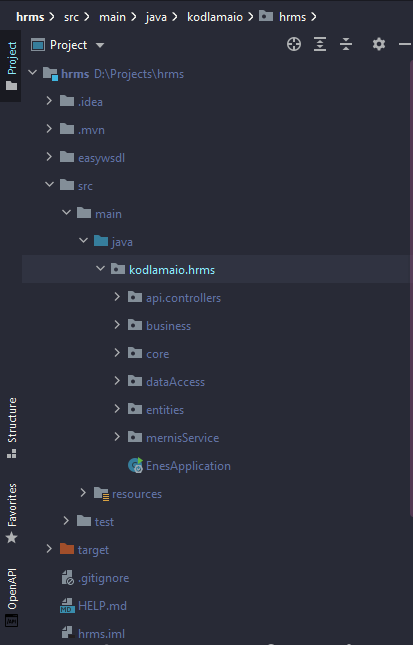 hrms > src > main > java > kodlamaio > hrms >
Project
Project
hrms D:\Projects\hrms
.idea
.mvn
easywsdl
src
main
java
kodlamaio.hrms
api.controllers
business
core
dataAccess
entities
mernisService
EnesApplication
resources
test
target
.gitignore
HELP.md
hrms.iml
Structure
Favorites
OpenAPI